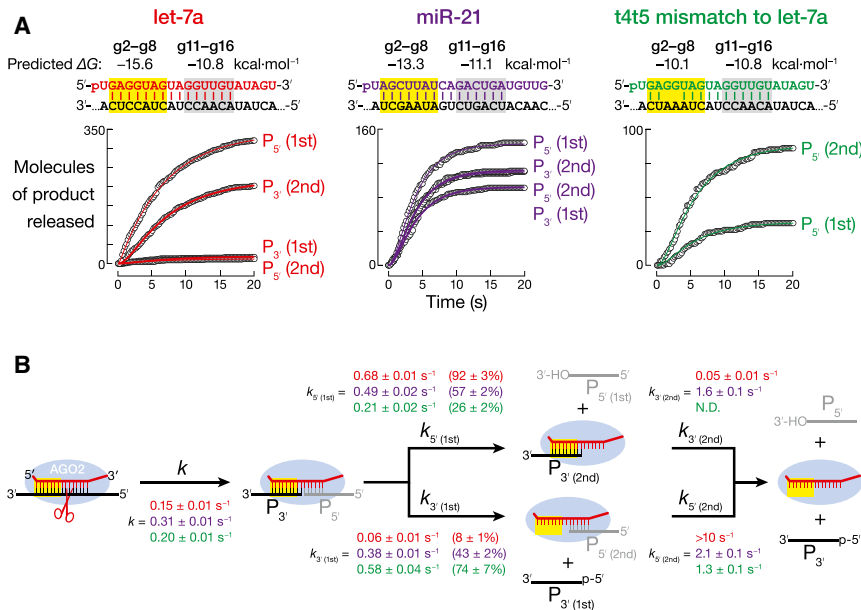 A
let-7a
g2–g8 g11–g16
Predicted ΔG: −15.6 −10.8 kcal·mol−1
5′-pUGAGGUAGUAGGUUGUAUAGU-3′
3′...ACUCCAUCAUCCAACAUAUCA...-5′
350
Molecules
of product
released
0
0 5 10 15 20
P5′ (1st)
P3′ (2nd)
P3′ (1st)
P5′ (2nd)
miR-21
g2–g8 g11–g16
−13.3 −11.1 kcal·mol−1
5′-pUAGCUUAUCAGACUGAUGUUG-3′
3′...AUCGAAUAGUCUGACUACAAC...-5′
160
0
0 5 10 15 20
Time (s)
P5′ (1st)
P3′ (2nd)
P5′ (2nd)
P3′ (1st)
t4t5 mismatch to let-7a
g2–g8 g11–g16
−10.1 −10.8 kcal·mol−1
5′-pUGAGGUAGUAGGUUGUAUAGU-3′
3′...ACUAAAUCAUCCAACAUAUCA...-5′
100
0
0 5 10 15 20
P3′ (2nd)
P5′ (1st)
B
5′ AGO2 3′
3′ 5′
k
0.15 ± 0.01 s−1
k = 0.31 ± 0.01 s−1
0.20 ± 0.01 s−1
3′ 5′
P3′ P5′
0.68 ± 0.01 s−1 (92 ± 3%)
k5′ (1st) = 0.49 ± 0.02 s−1 (57 ± 2%)
0.21 ± 0.02 s−1 (26 ± 2%)
k5′ (1st)
k3′ (1st)
0.06 ± 0.01 s−1 (8 ± 1%)
k3′ (1st) = 0.38 ± 0.01 s−1 (43 ± 2%)
0.58 ± 0.04 s−1 (74 ± 7%)
3′-HO 5′
P5′ (1st)
+
3′
P3′ (2nd)
5′
P5′ (2nd)
+
3′ p-5′
P3′ (1st)
0.05 ± 0.01 s−1
k3′ (2nd) = 1.6 ± 0.1 s−1
N.D.
k3′ (2nd)
k5′ (2nd)
>10 s−1
k5′ (2nd) = 2.1 ± 0.1 s−1
1.3 ± 0.1 s−1
3′-HO P5′ 5′
+
+
3′ p-5′
P3′